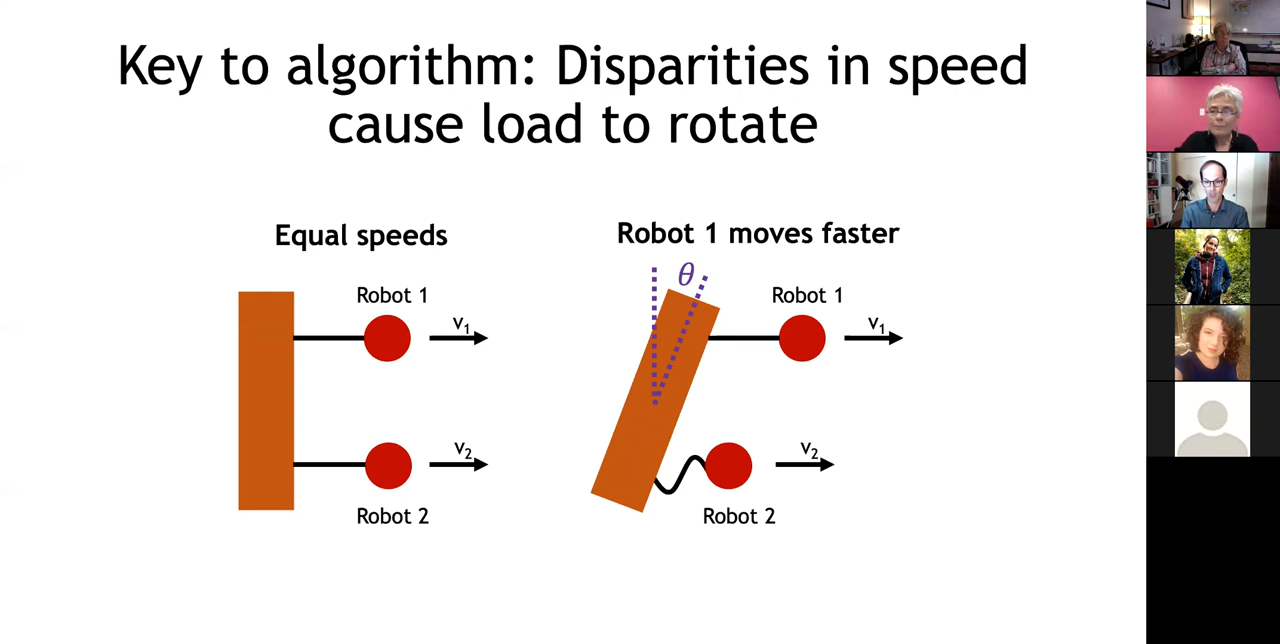 Key to algorithm: Disparities in speed
cause load to rotate
Equal speeds
Robot 1
v₁
v₂
Robot 2
Robot 1 moves faster
θ
Robot 1
v₁
v₂
Robot 2